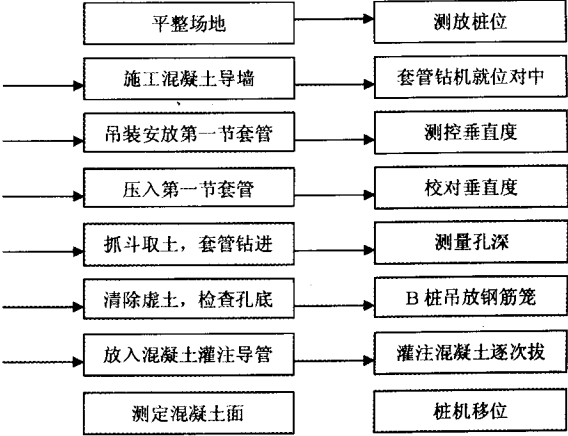 平整场地
测放桩位
施工混凝土导墙
套管钻机就位对中
吊装安放第一节套管
测控垂直度
压入第一节套管
校对垂直度
抓斗取土，套管钻进
测量孔深
清除虚土，检查孔底
B桩吊放钢筋笼
放入混凝土灌注导管
灌注混凝土逐次拔
测定混凝土面
桩机移位